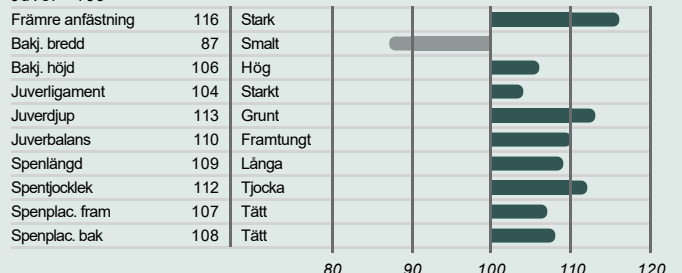 Främre anfästning 116 Stark
Bakj. bredd 87 Smalt
Bakj. höjd 106 Hög
Juverligament 104 Starkt
Juverdjup 113 Grunt
Juverbalans 110 Framtungt
Spenlängd 109 Långa
Spentjocklek 112 Tjocka
Spenplac. fram 107 Tätt
Spenplac. bak 108 Tätt
80 90 100 110 120